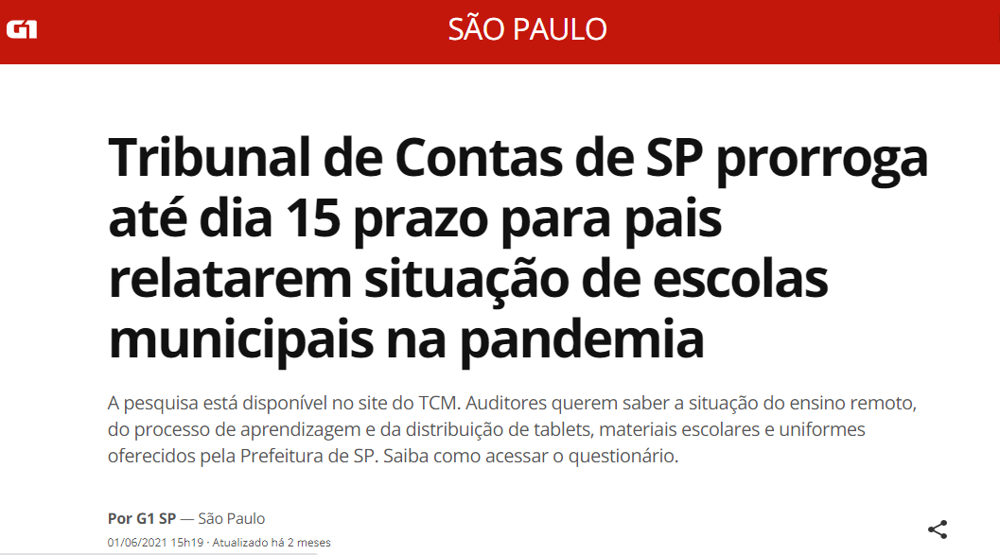 G1
SÃO PAULO
Tribunal de Contas de SP prorroga
até dia 15 prazo para pais
relatarem situação de escolas
municipais na pandemia
A pesquisa está disponível no site do TCM. Auditores querem saber a situação do ensino remoto,
do processo de aprendizagem e da distribuição de tablets, materiais escolares e uniformes
oferecidos pela Prefeitura de SP. Saiba como acessar o questionário.
Por G1 SP — São Paulo
01/06/2021 15h19 · Atualizado há 2 meses